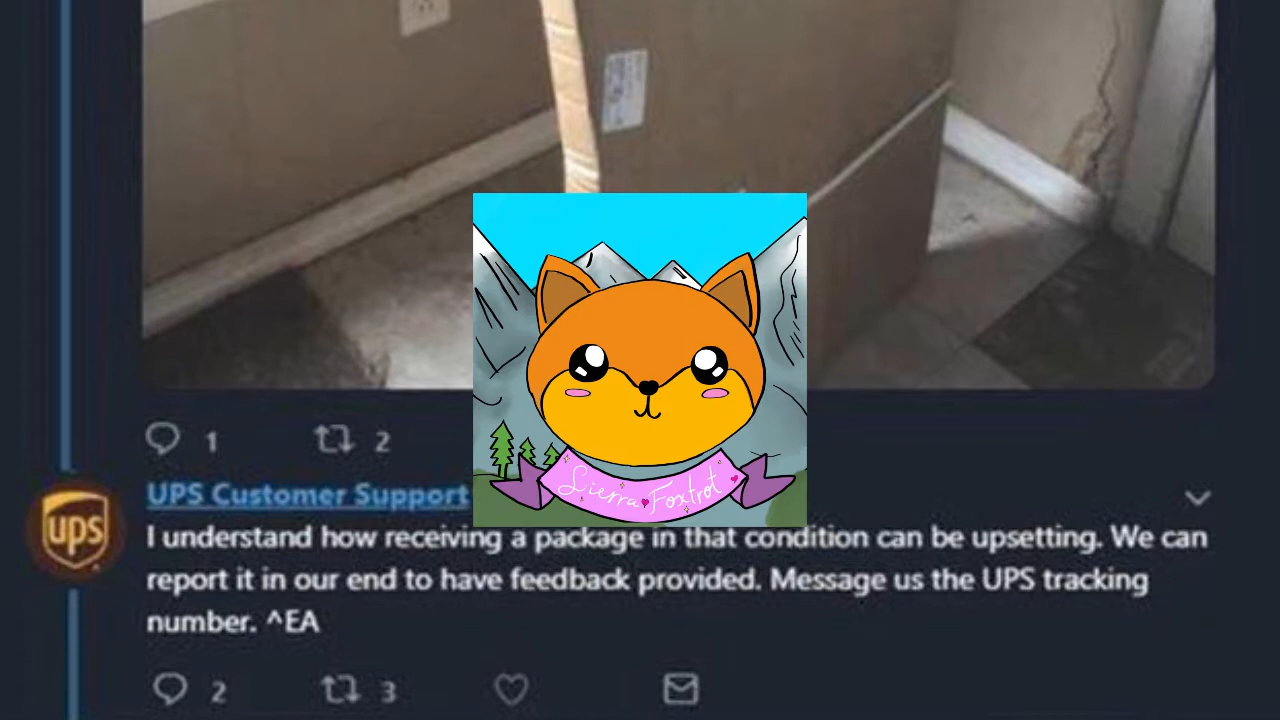 1
2
UPS Customer Support
Sierra Foxtrot
ups
I understand how receiving a package in that condition can be upsetting. We can
report it in our end to have feedback provided. Message us the UPS tracking
number. ^EA
2
3